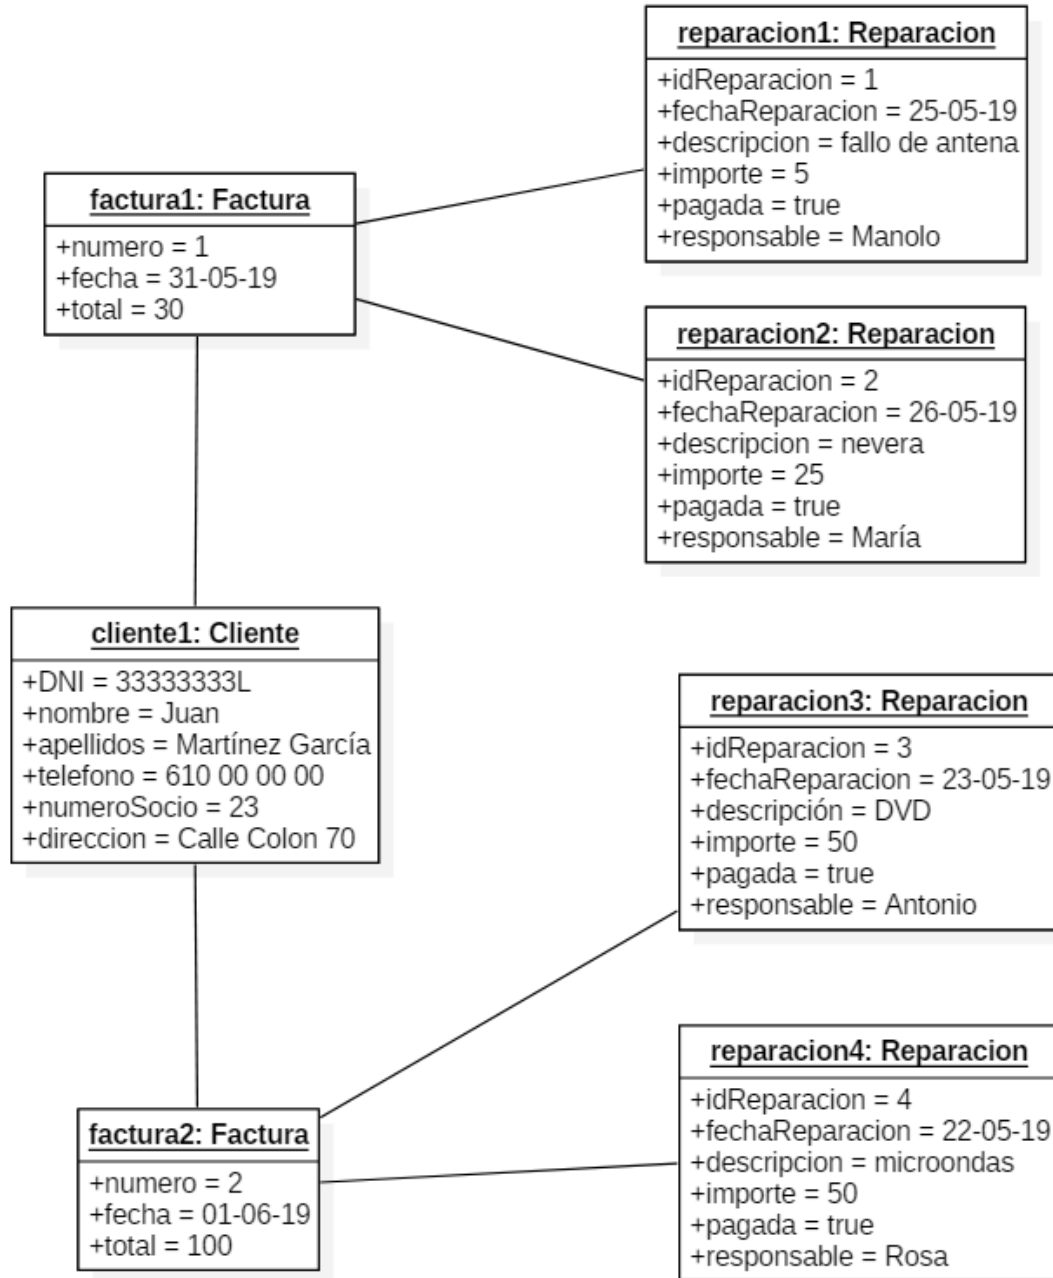 reparacion1: Reparacion
+idReparacion = 1
+fechaReparacion = 25-05-19
+descripcion = fallo de antena
+importe = 5
+pagada = true
+responsable = Manolo
factura1: Factura
+numero = 1
+fecha = 31-05-19
+total = 30
reparacion2: Reparacion
+idReparacion = 2
+fechaReparacion = 26-05-19
+descripcion = nevera
+importe = 25
+pagada = true
+responsable = María
cliente1: Cliente
+DNI = 33333333L
+nombre = Juan
+apellidos = Martínez García
+telefono = 610 00 00 00
+numeroSocio = 23
+direccion = Calle Colon 70
reparacion3: Reparacion
+idReparacion = 3
+fechaReparacion = 23-05-19
+descripción = DVD
+importe = 50
+pagada = true
+responsable = Antonio
factura2: Factura
+numero = 2
+fecha = 01-06-19
+total = 100
reparacion4: Reparacion
+idReparacion = 4
+fechaReparacion = 22-05-19
+descripcion = microondas
+importe = 50
+pagada = true
+responsable = Rosa